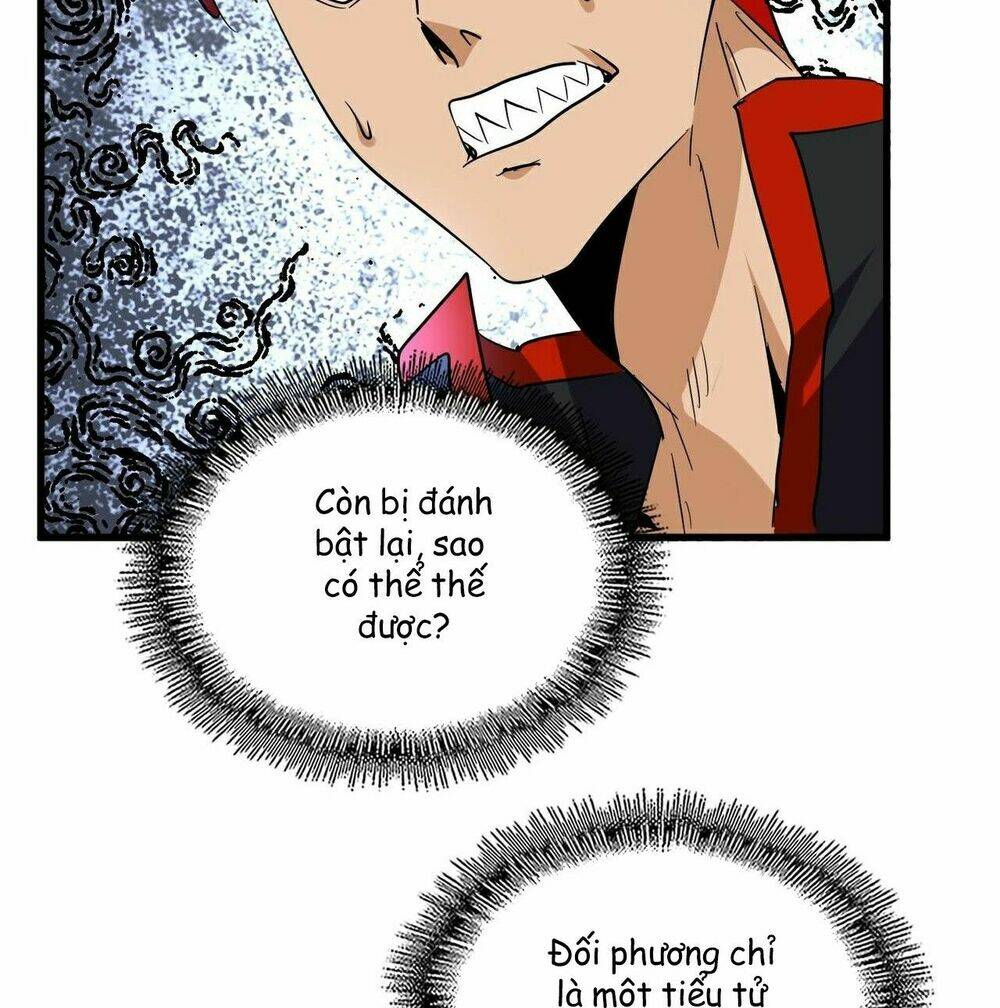 Còn bị đánh
bật lại, sao
có thể thế
được?
Đối phương chỉ
là một tiểu tử